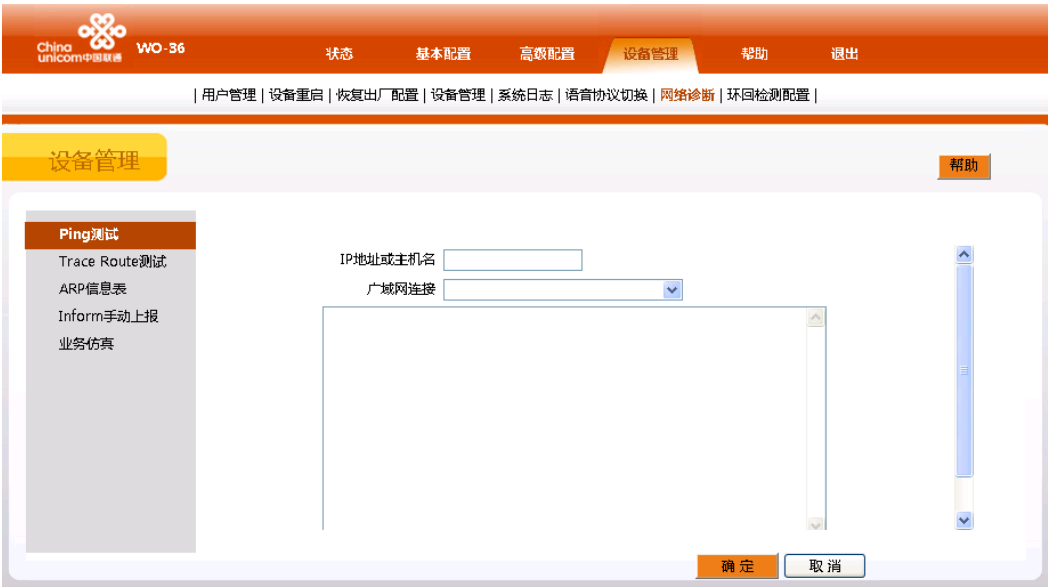 China
unicom中国联通
WO-36
状态 基本配置 高级配置 设备管理 帮助 退出
| 用户管理 | 设备重启 | 恢复出厂配置 | 设备管理 | 系统日志 | 语音协议切换 | 网络诊断 | 环回检测配置 |
设备管理
帮助
Ping测试
Trace Route测试
ARP信息表
Inform手动上报
业务仿真
IP地址或主机名
广域网连接
确定 取消